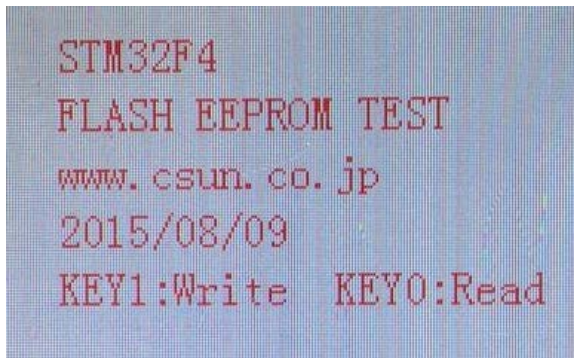 STM32F4
FLASH EEPROM TEST
www.csun.co.jp
2015/08/09
KEY1:Write KEY0:Read